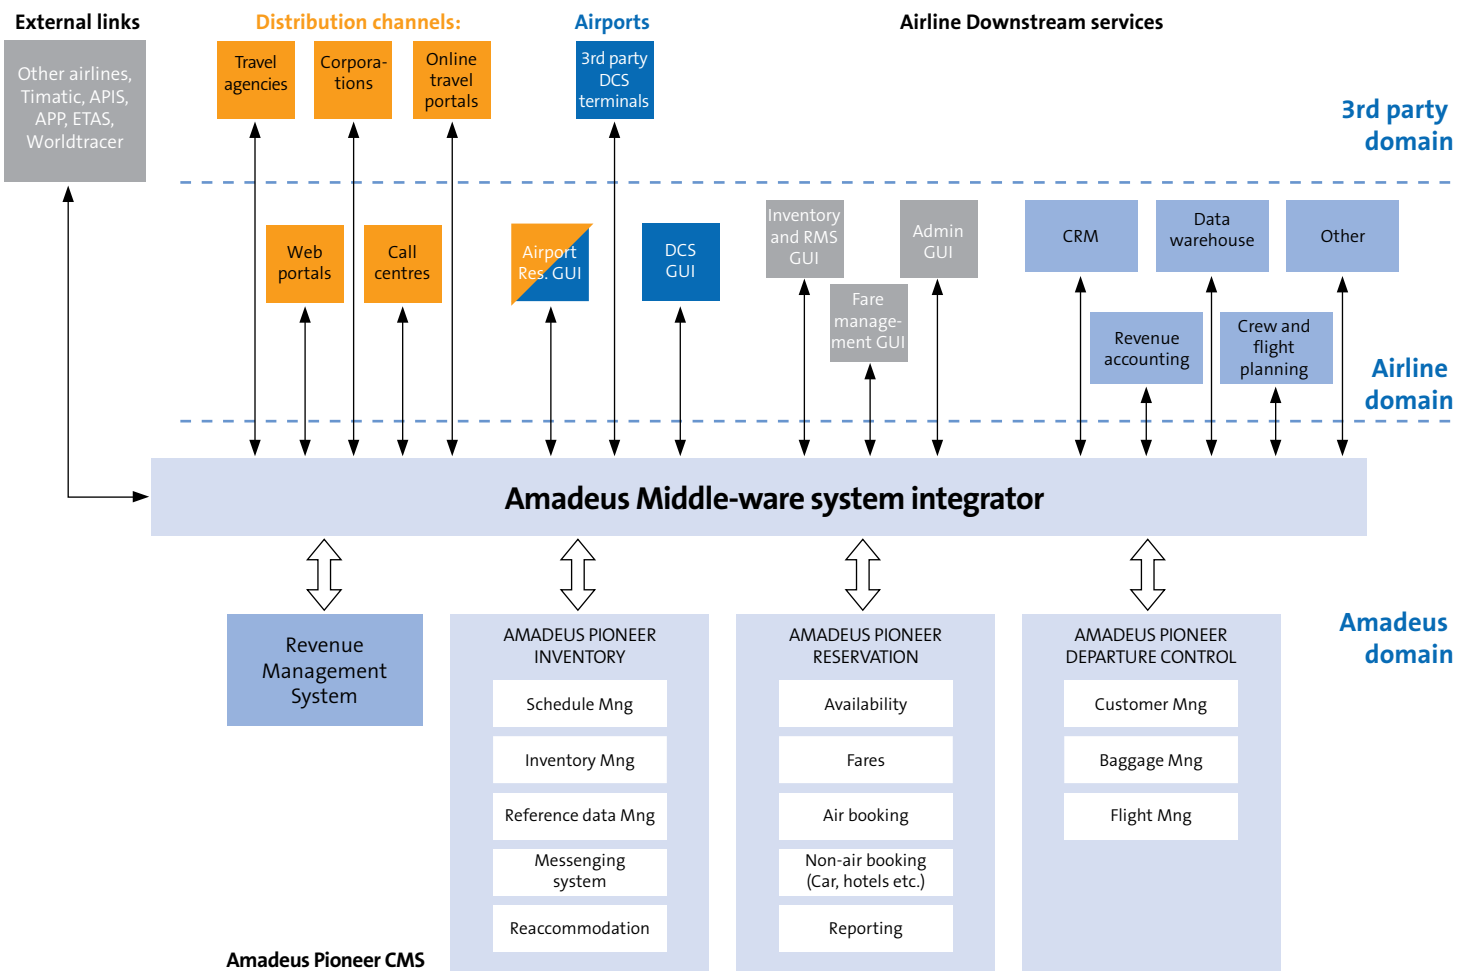 External links
Distribution channels:
Airports
Airline Downstream services
Other airlines,
Timatic, APIS,
APP, ETAS,
Worldtracer
Travel
agencies
Corpora-
tions
Online
travel
portals
3rd party
DCS
terminals
3rd party
domain
Web
portals
Call
centres
Airport
Res. GUI
DCS
GUI
Inventory
and RMS
GUI
Fare
manage-
ment GUI
Admin
GUI
CRM
Data
warehouse
Other
Revenue
accounting
Crew and
flight
planning
Airline
domain
Amadeus Middle-ware system integrator
Amadeus
domain
Revenue
Management
System
AMADEUS PIONEER
INVENTORY
Schedule Mng
Inventory Mng
Reference data Mng
Messenging
system
Reaccommodation
AMADEUS PIONEER
RESERVATION
Availability
Fares
Air booking
Non-air booking
(Car, hotels etc.)
Reporting
AMADEUS PIONEER
DEPARTURE CONTROL
Customer Mng
Baggage Mng
Flight Mng
Amadeus Pioneer CMS